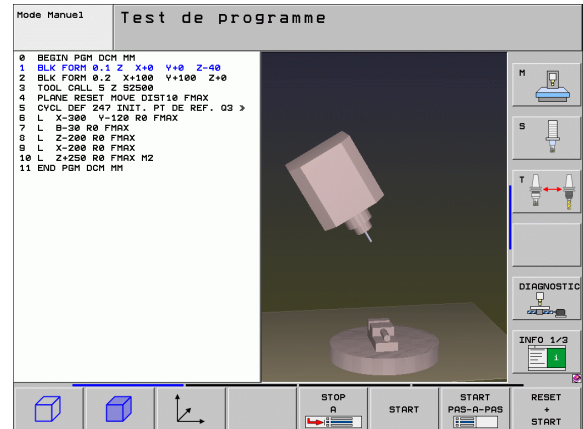 Mode Manuel
Test de programme
0 BEGIN PGM DCM MM
1 BLK FORM 0.1 Z X+0 Y+0 Z-40
2 BLK FORM 0.2 X+100 Y+100 Z+0
3 TOOL CALL 5 Z S2500
4 PLANE RESET MOVE DIST10 FMAX
5 CYCL DEF 247 INIT. PT DE REF. Q3 »
6 L X-300 Y-120 R0 FMAX
7 L B-30 R0 FMAX
8 L Z-200 R0 FMAX
9 L X-200 R0 FMAX
10 L Z+250 R0 FMAX M2
11 END PGM DCM MM
M
S
T
DIAGNOSTIC
INFO 1/3
i
STOP
A
START
START
PAS-A-PAS
RESET
+
START